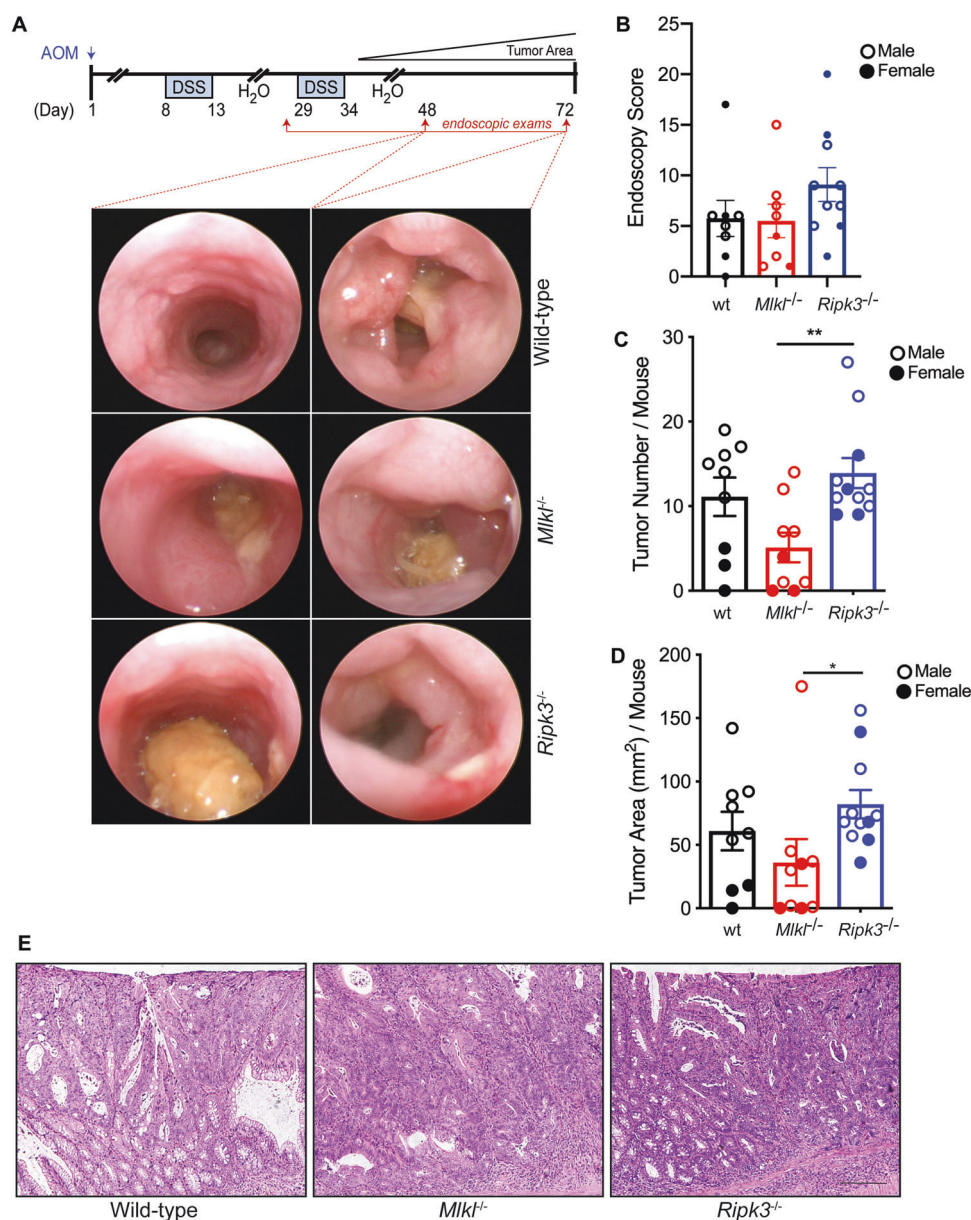 A
AOM
Tumor Area
DSS
H2O
DSS
H2O
(Day)
1
8
13
29
34
48
72
endoscopic exams
Wild-type
Mlkl-/-
Ripk3-/-
B
Endoscopy Score
25
20
15
10
5
0
Male
Female
wt
Mlkl-/-
Ripk3-/-
C
Tumor Number / Mouse
30
20
10
0
**
Male
Female
wt
Mlkl-/-
Ripk3-/-
D
Tumor Area (mm2) / Mouse
200
150
100
50
0
*
Male
Female
wt
Mlkl-/-
Ripk3-/-
E
Wild-type
Mlkl-/-
Ripk3-/-